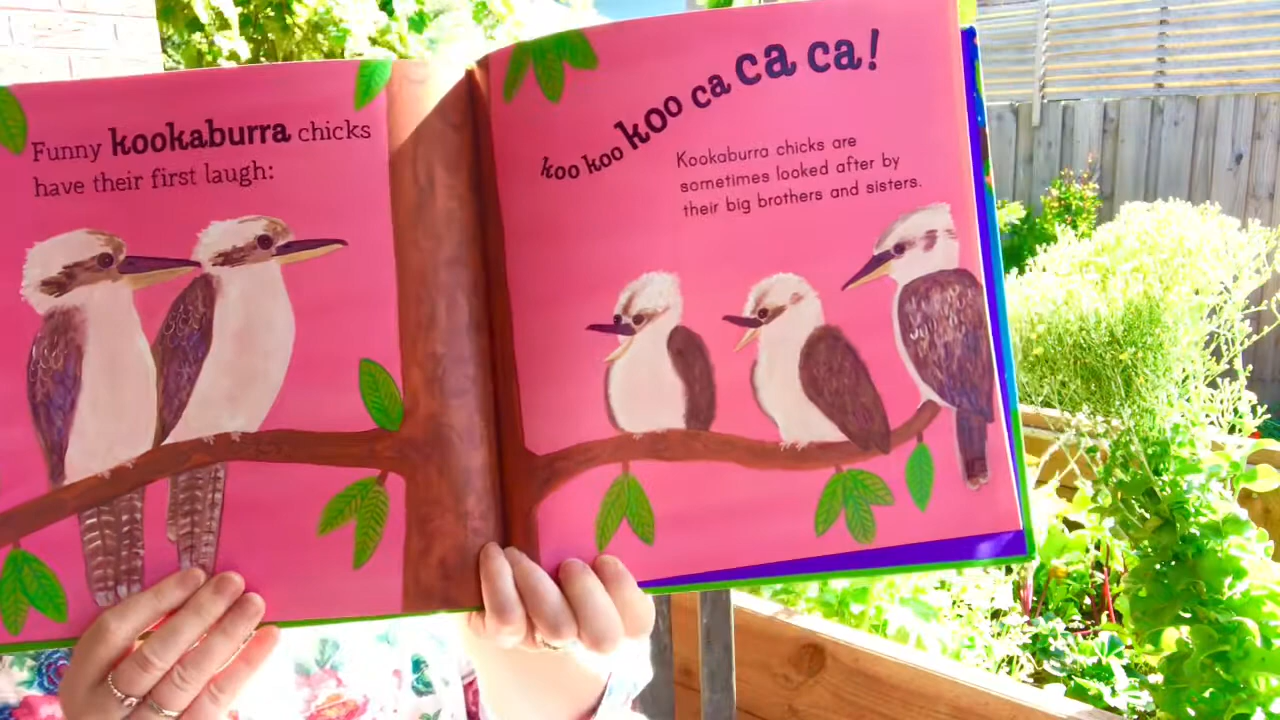 Funny kookaburra chicks
have their first laugh:
koo koo koo ca ca ca!
Kookaburra chicks are
sometimes looked after by
their big brothers and sisters.